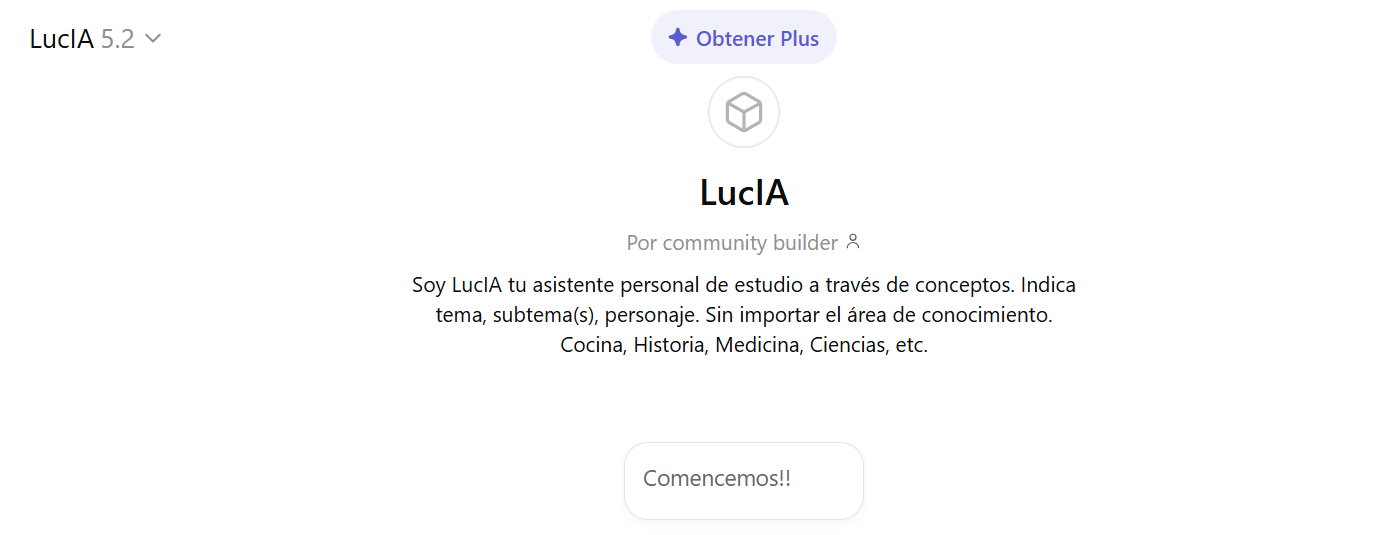 LucIA 5.2
Obtener Plus
LucIA
Por community builder
Soy LucIA tu asistente personal de estudio a través de conceptos. Indica
tema, subtema(s), personaje. Sin importar el área de conocimiento.
Cocina, Historia, Medicina, Ciencias, etc.
Comencemos!!